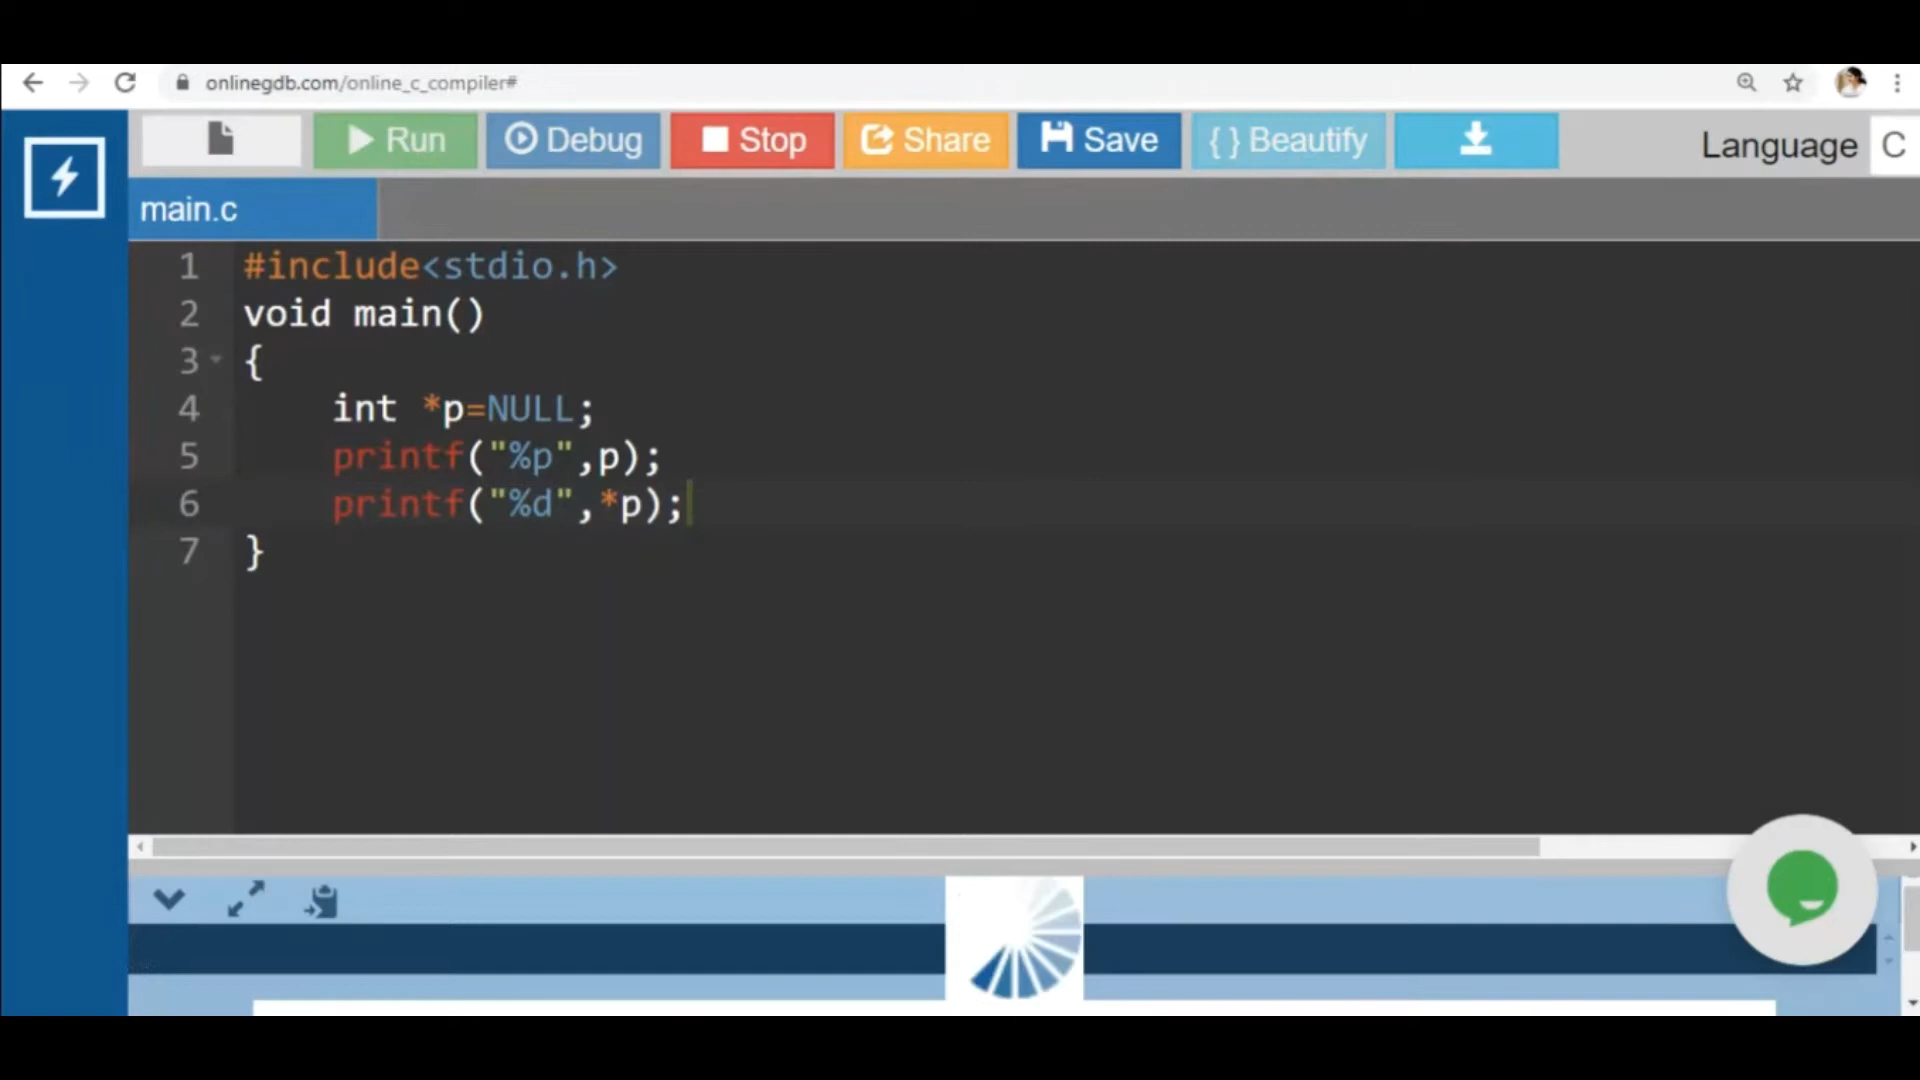 onlinegdb.com/online_c_compiler#
Run Debug Stop Share Save { } Beautify Language C
main.c
1 #include<stdio.h>
2 void main()
3 {
4 int *p=NULL;
5 printf("%p",p);
6 printf("%d",*p);
7 }